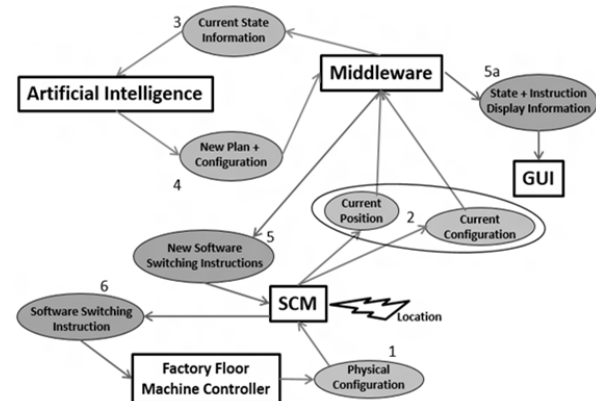 3
Current State
Information
Middleware
5a
State + Instruction
Display Information
Artificial Intelligence
New Plan +
Configuration
4
GUI
Current
Position
2
Current
Configuration
5
New Software
Switching Instructions
6
Software Switching
Instruction
SCM
Location
1
Factory Floor
Machine Controller
Physical
Configuration